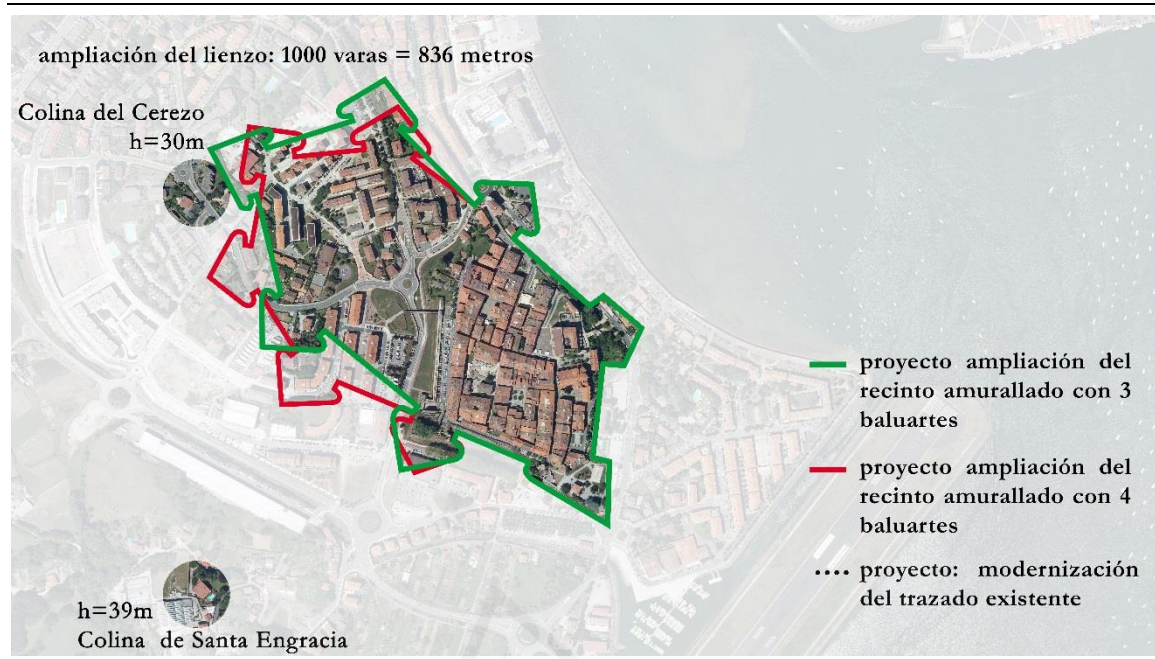 ampliación del lienzo: 1000 varas = 836 metros
Colina del Cerezo
h=30m
proyecto ampliación del
recinto amurallado con 3
baluartes
proyecto ampliación del
recinto amurallado con 4
baluartes
proyecto: modernización
del trazado existente
h=39m
Colina de Santa Engracia